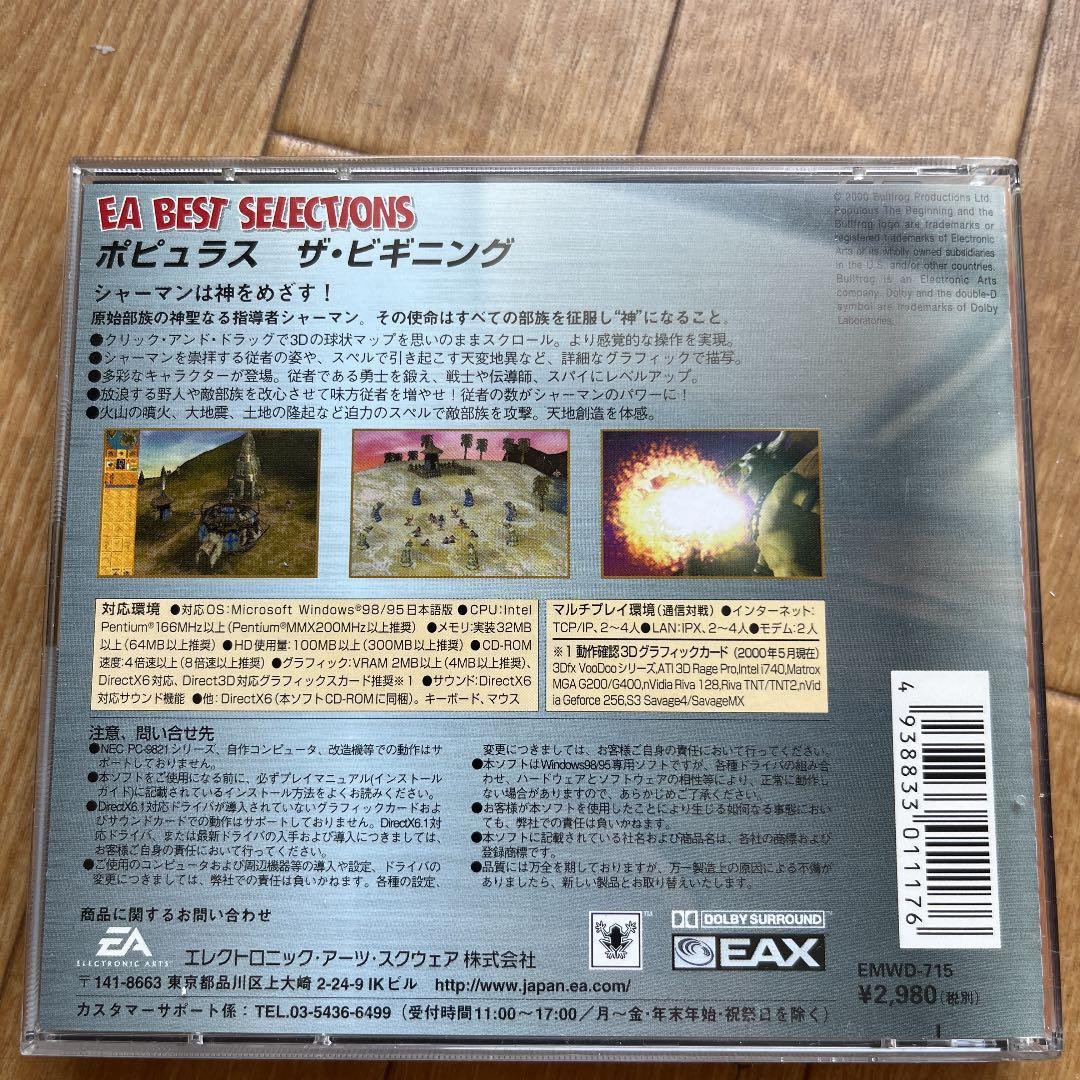 EA BEST SELECTIONS
ポピュラス ザ・ビギニング
シャーマンは神をめざす!
原始部族の神聖なる指導者シャーマン。その使命はすべての部族を征服し"神"になること。
●クリック・アンド・ドラッグで3Dの球状マップを思いのままスクロール。より感覚的な操作を実現。
●シャーマンを崇拝する従者の姿や、スペルで引き起こす天変地異など、詳細なグラフィックで描写。
●多彩なキャラクターが登場。従者である勇士を鍛え、戦士や伝導師、スパイにレベルアップ。
●放浪する野人や敵部族を改心させて味方従者を増やせ!従者の数がシャーマンのパワーに!
●火山の噴火、大地震、土地の隆起など迫力のスペルで敵部族を攻撃。天地創造を体感。
© 2000 Bullfrog Productions Ltd.
Populous The Beginning and the
Bullfrog logo are trademarks or
registered trademarks of Electronic
Arts or its wholly owned subsidiaries
in the U.S. and/or other countries.
Bullfrog is an Electronic Arts
company. Dolby and the double-D
symbol are trademarks of Dolby
Laboratories.
対応環境 ●対応OS:Microsoft Windows®98/95日本語版 ●CPU:Intel
Pentium®166MHz以上(Pentium®MMX200MHz以上推奨) ●メモリ:実装32MB
以上(64MB以上推奨) ●HD使用量:100MB以上(300MB以上推奨) ●CD-ROM
速度:4倍速以上(8倍速以上推奨) ●グラフィック:VRAM 2MB以上(4MB以上推奨)、
DirectX6対応、Direct3D対応グラフィックスカード推奨※1 ●サウンド:DirectX6
対応サウンド機能 ●他:DirectX6(本ソフトCD-ROMに同梱)。キーボード、マウス
マルチプレイ環境(通信対戦) ●インターネット:
TCP/IP、2〜4人●LAN:IPX、2〜4人●モデム:2人
※1 動作確認3Dグラフィックカード (2000年5月現在)
3Dfx VooDooシリーズ,ATI 3D Rage Pro,Intel i740,Matrox
MGA G200/G400,nVidia Riva 128,Riva TNT/TNT2,nVid
ia Geforce 256,S3 Savage4/SavageMX
注意、問い合せ先
●NEC PC-9821シリーズ、自作コンピュータ、改造機等での動作はサ
ポートしておりません。
●本ソフトをご使用になる前に、必ずプレイマニュアル(インストール
ガイド)に記載されているインストール方法をよくお読みください。
●DirectX6.1対応ドライバが導入されていないグラフィックカードおよ
びサウンドカードでの動作はサポートしておりません。DirectX6.1対
応ドライバ、または最新ドライバの入手および導入につきましては、
お客様ご自身の責任において行ってください。
●ご使用のコンピュータおよび周辺機器等の導入や設定、ドライバの
変更につきましては、弊社での責任は負いかねます。各種の設定、
変更につきましては、お客様ご自身の責任において行ってください。
●本ソフトはWindows98/95専用ソフトですが、各種ドライバの組み合
わせ、ハードウェアとソフトウェアの相性等により、正常に動作し
ない場合がありますので、あらかじめご了承ください。
●お客様が本ソフトを使用したことにより生じる如何なる事態にお
いても、弊社での責任は負いかねます。
●本ソフトに記載されている社名および商品名は、各社の商標および
登録商標です。
●品質には万全を期しておりますが、万一製造上の原因による不備が
ありましたら、新しい製品とお取り替えいたします。
商品に関するお問い合わせ
EA
ELECTRONIC ARTS™
エレクトロニック・アーツ・スクウェア 株式会社
TM
DOLBY SURROUND
EAX
〒141-8663 東京都品川区上大崎 2-24-9 IKビル http://www.japan.ea.com/
カスタマーサポート係:TEL.03-5436-6499(受付時間11:00〜17:00/月〜金・年末年始・祝祭日を除く)
4 938833 011176
EMWD-715
¥2,980(税別)